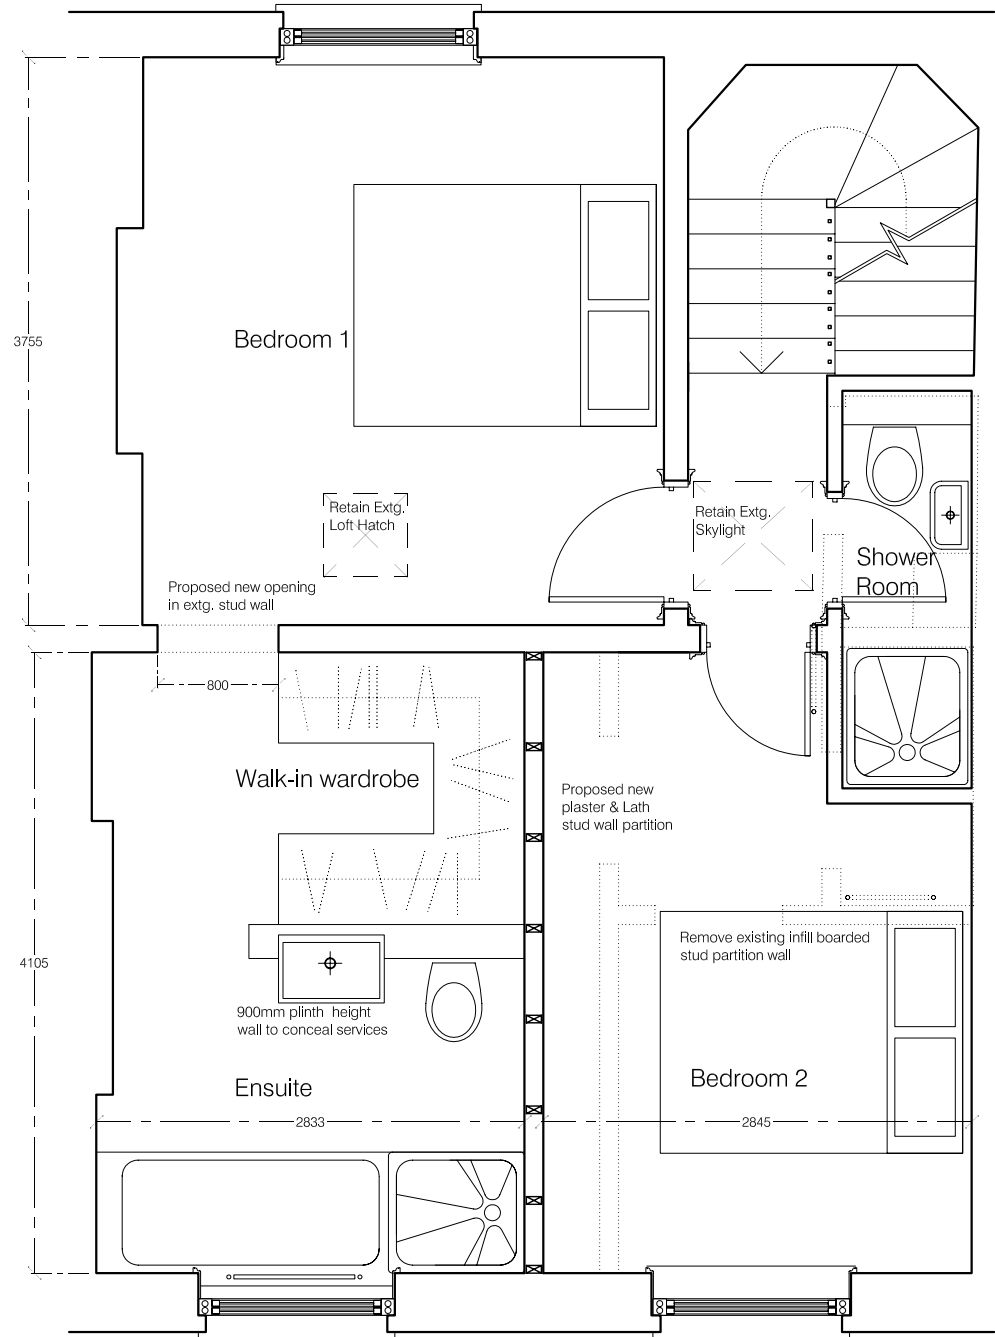 3755
Bedroom 1
Retain Extg.
Loft Hatch
Retain Extg.
Skylight
Shower
Room
Proposed new opening
in extg. stud wall
800
Walk-in wardrobe
Proposed new
plaster & Lath
stud wall partition
Remove existing infill boarded
stud partition wall
4105
900mm plinth height
wall to conceal services
Ensuite
Bedroom 2
2833
2845